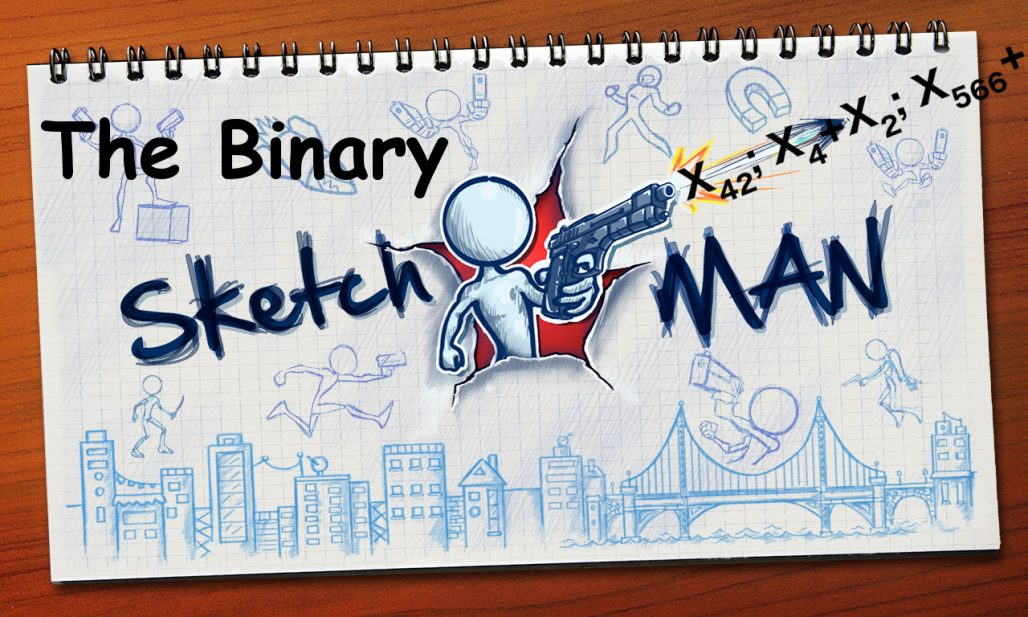 The Binary
Sketch MAN
X₄₂; X₄+X₂; X₅₆₆+